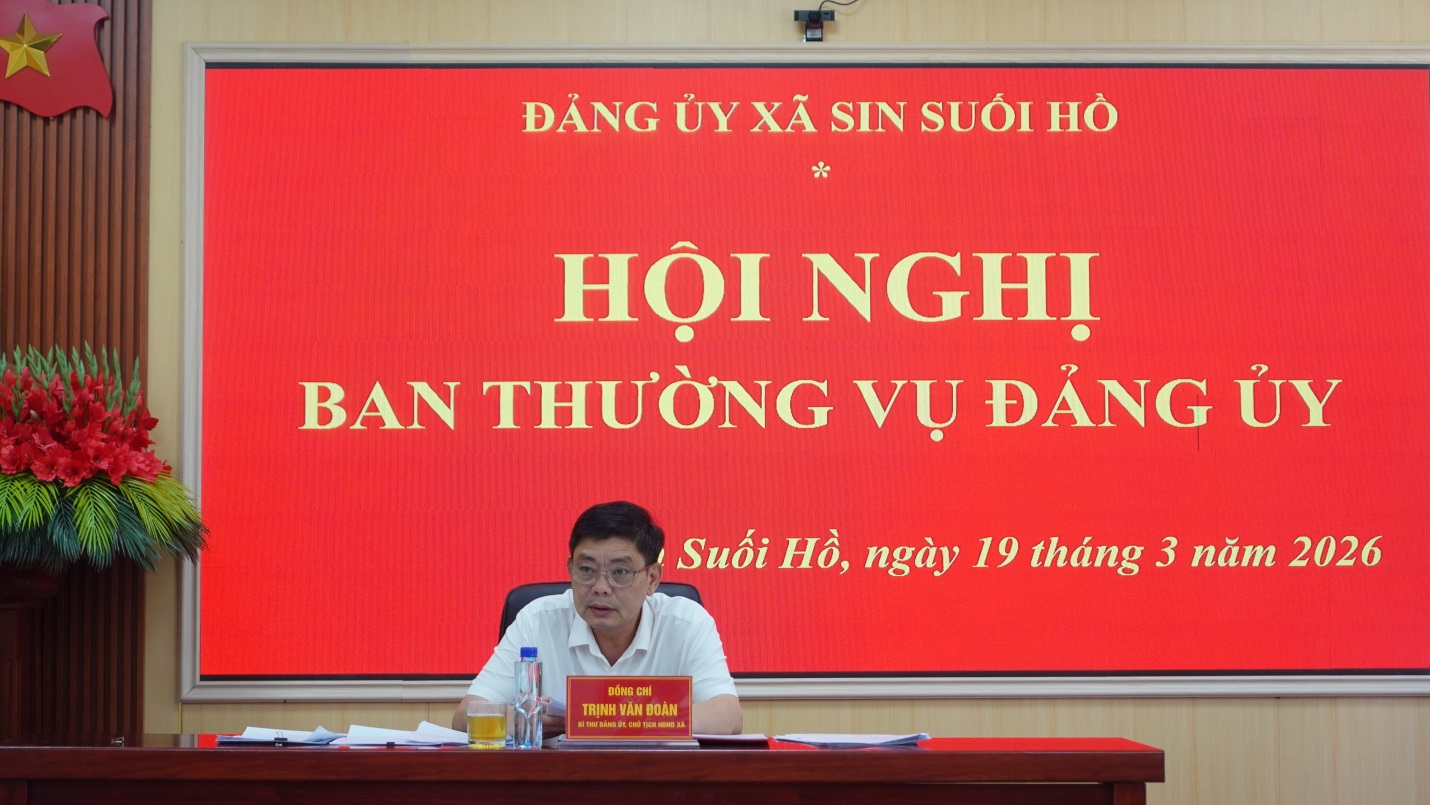 ĐẢNG ỦY XÃ SIN SUỐI HỒ
*
HỘI NGHỊ
BAN THƯỜNG VỤ ĐẢNG ỦY
Suối Hồ, ngày 19 tháng 3 năm 2026
ĐỒNG CHÍ
TRỊNH VĂN ĐOÀN
BÍ THƯ ĐẢNG ỦY, CHỦ TỊCH HĐND XÃ